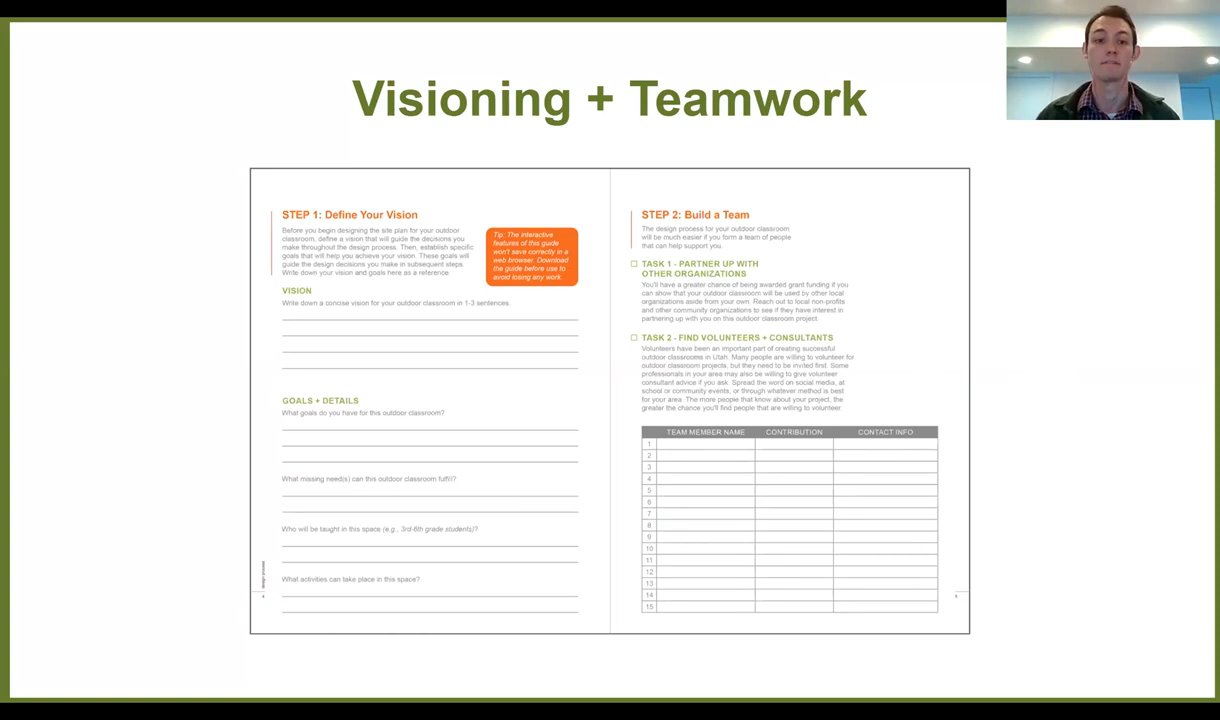 Visioning + Teamwork
STEP 1: Define Your Vision
Before you begin designing the site plan for your outdoor
classroom, define a vision that will guide the decisions you
make throughout the design process. Then, establish specific
goals that will help you achieve your vision. These goals will
guide the design decisions you make in subsequent steps.
Write down your vision and goals here as a reference.
Tip: The interactive
features of this guide
won't save correctly in a
web browser. Download
the guide before use to
avoid losing any work.
VISION
Write down a concise vision for your outdoor classroom in 1-3 sentences.
GOALS + DETAILS
What goals do you have for this outdoor classroom?
What missing need(s) can this outdoor classroom fulfill?
Who will be taught in this space (e.g., 3rd-6th grade students)?
What activities can take place in this space?
design process
4
STEP 2: Build a Team
The design process for your outdoor classroom
will be much easier if you form a team of people
that can help support you.
TASK 1 - PARTNER UP WITH
OTHER ORGANIZATIONS
You'll have a greater chance of being awarded grant funding if you
can show that your outdoor classroom will be used by other local
organizations aside from your own. Reach out to local non-profits
and other community organizations to see if they have interest in
partnering up with you on this outdoor classroom project.
TASK 2 - FIND VOLUNTEERS + CONSULTANTS
Volunteers have been an important part of creating successful
outdoor classrooms in Utah. Many people are willing to volunteer for
outdoor classroom projects, but they need to be invited first. Some
professionals in your area may also be willing to give volunteer
consultant advice if you ask. Spread the word on social media, at
school or community events, or through whatever method is best
for your area. The more people that know about your project, the
greater the chance you'll find people that are willing to volunteer.
TEAM MEMBER NAME CONTRIBUTION CONTACT INFO
1
2
3
4
5
6
7
8
9
10
11
12
13
14
15
5